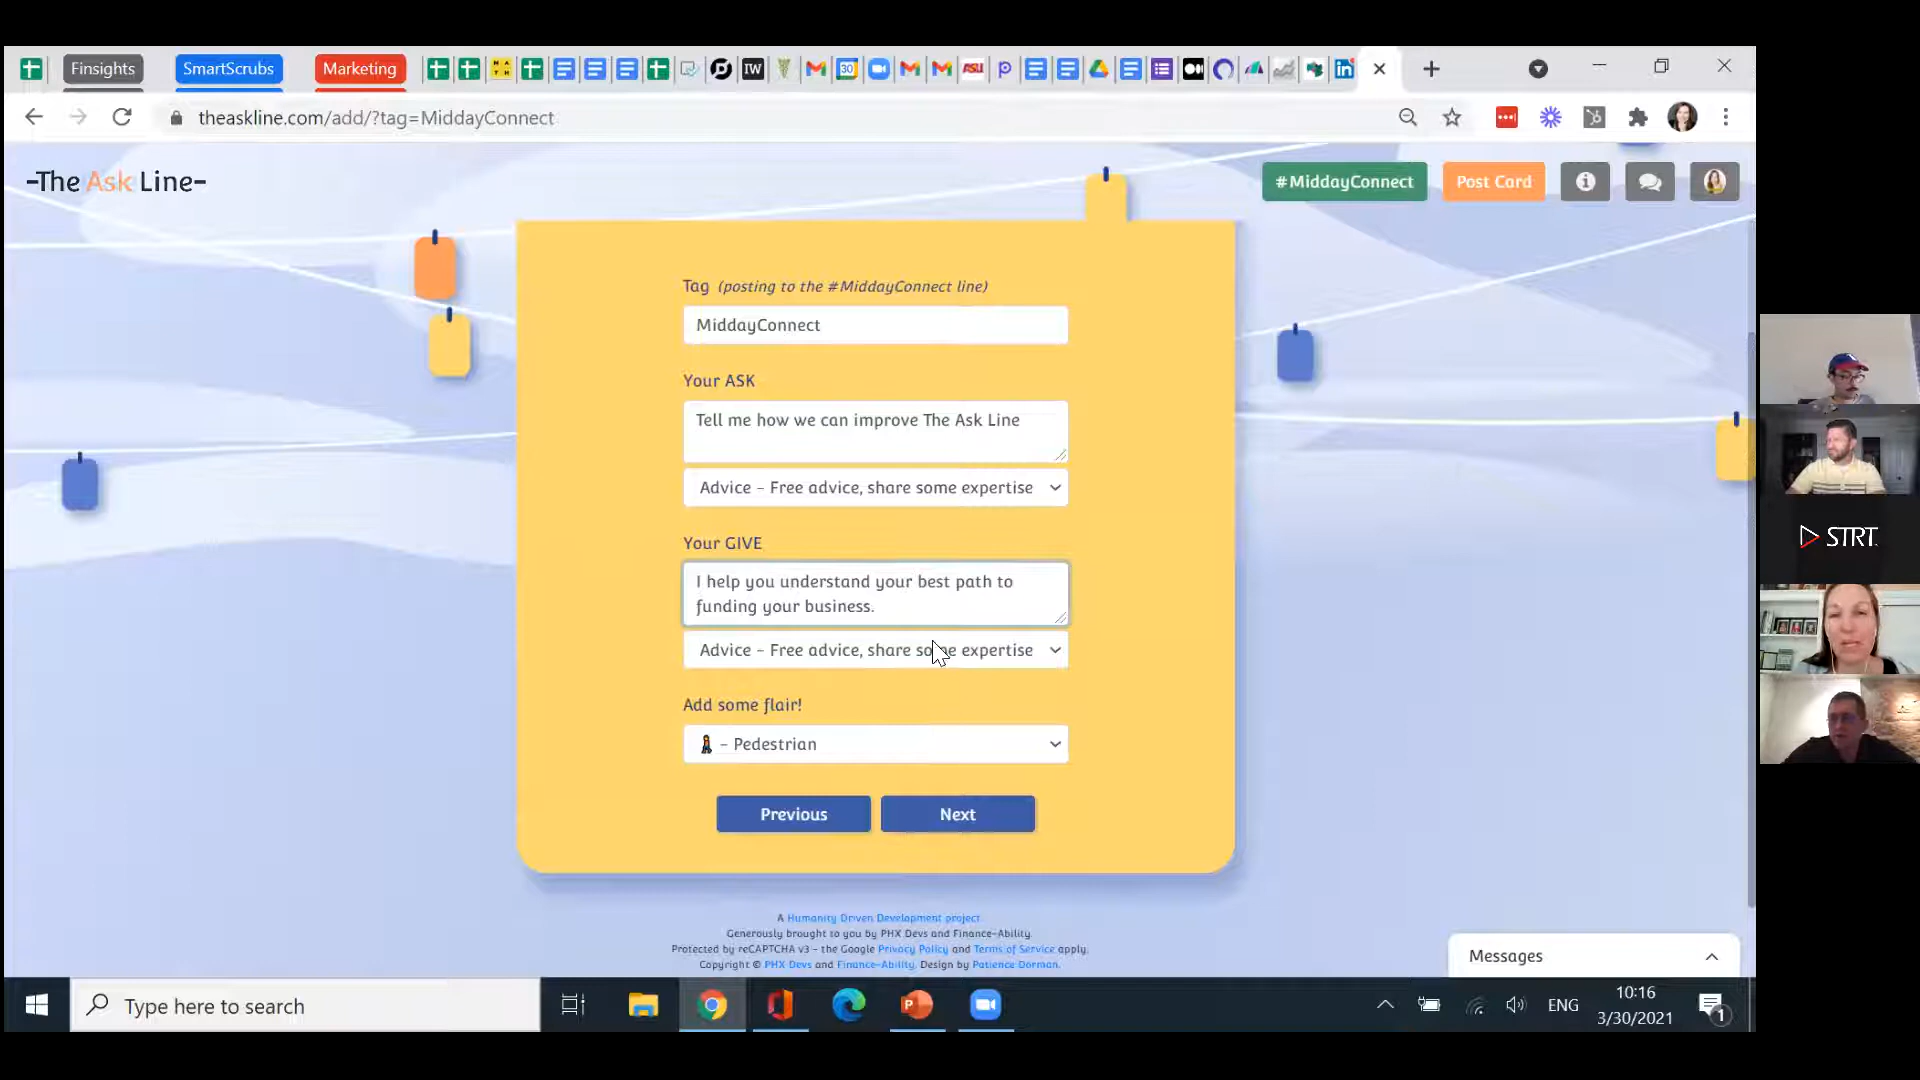 Finsights
SmartScrubs
Marketing
theaskline.com/add/?tag=MiddayConnect
-The Ask Line-
#MiddayConnect
Post Card
Tag (posting to the #MiddayConnect line)
MiddayConnect
Your ASK
Tell me how we can improve The Ask Line
Advice - Free advice, share some expertise
Your GIVE
I help you understand your best path to
funding your business.
Advice - Free advice, share some expertise
Add some flair!
- Pedestrian
Previous
Next
A Humanity Driven Development project.
Generously brought to you by PHX Devs and Finance-Ability.
Protected by reCAPTCHA v3 - the Google Privacy Policy and Terms of Service apply.
Copyright © PHX Devs and Finance-Ability. Design by Patience Dorman.
Messages
STRT
Type here to search
ENG
10:16
3/30/2021
1